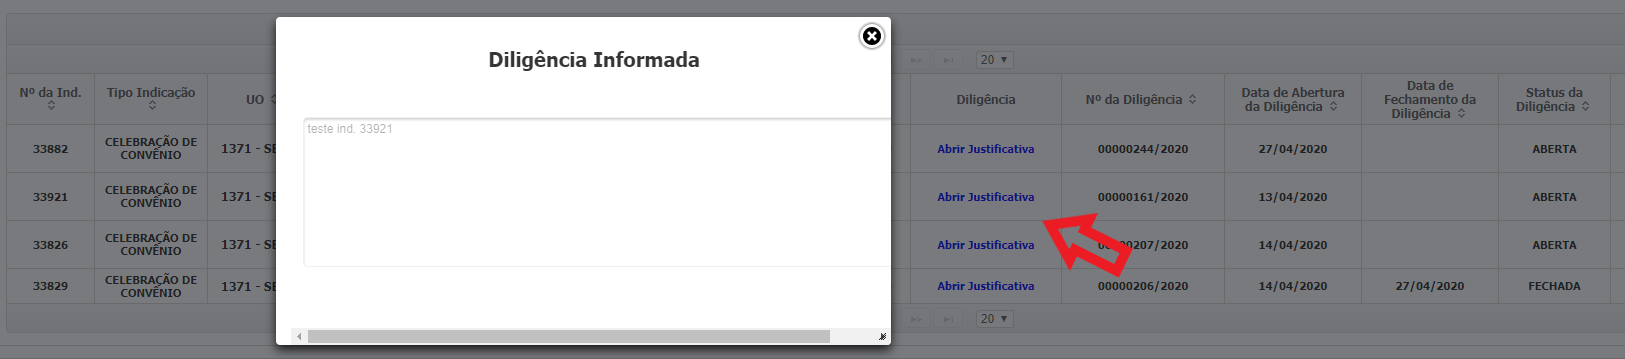 Diligência Informada
teste ind. 33921
20
Nº da Ind.
Tipo Indicação
UO
Diligência
Nº da Diligência
Data de Abertura
da Diligência
Data de
Fechamento da
Diligência
Status da
Diligência
33882
CELEBRAÇÃO DE
CONVÊNIO
1371 - SE
Abrir Justificativa
00000244/2020
27/04/2020
ABERTA
33921
CELEBRAÇÃO DE
CONVÊNIO
1371 - SE
Abrir Justificativa
00000161/2020
13/04/2020
ABERTA
33826
CELEBRAÇÃO DE
CONVÊNIO
1371 - SE
Abrir Justificativa
00000207/2020
14/04/2020
ABERTA
33829
CELEBRAÇÃO DE
CONVÊNIO
1371 - SE
Abrir Justificativa
00000206/2020
14/04/2020
27/04/2020
FECHADA
20